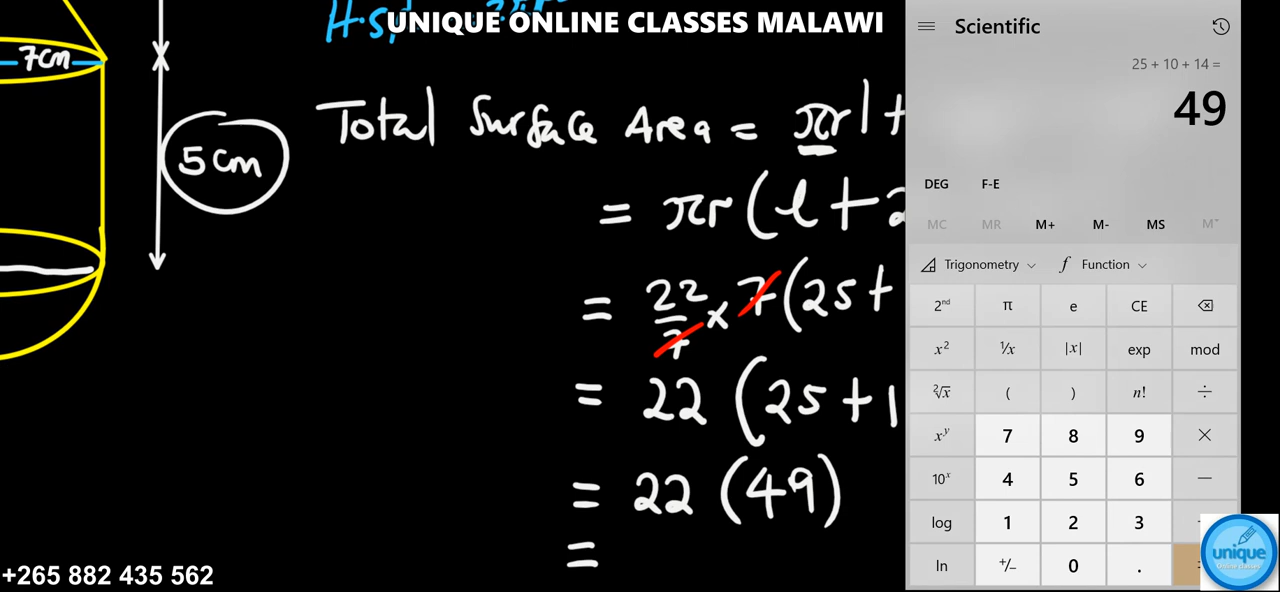 UNIQUE ONLINE CLASSES MALAWI
7cm
5cm
Total Surface Area = πrl +
= πr(l+2
= 22/7 × 7(25+
= 22 (25+1
= 22 (49)
=
+265 882 435 562
Scientific
25 + 10 + 14 =
49
DEG F-E
MC MR M+ M- MS M˅
Trigonometry f Function
2nd π e CE
x² ¹/x |x| exp mod
²√x ( ) n! ÷
xʸ 7 8 9 ×
10ˣ 4 5 6 −
log 1 2 3
ln +/− 0 .
unique
Online classes